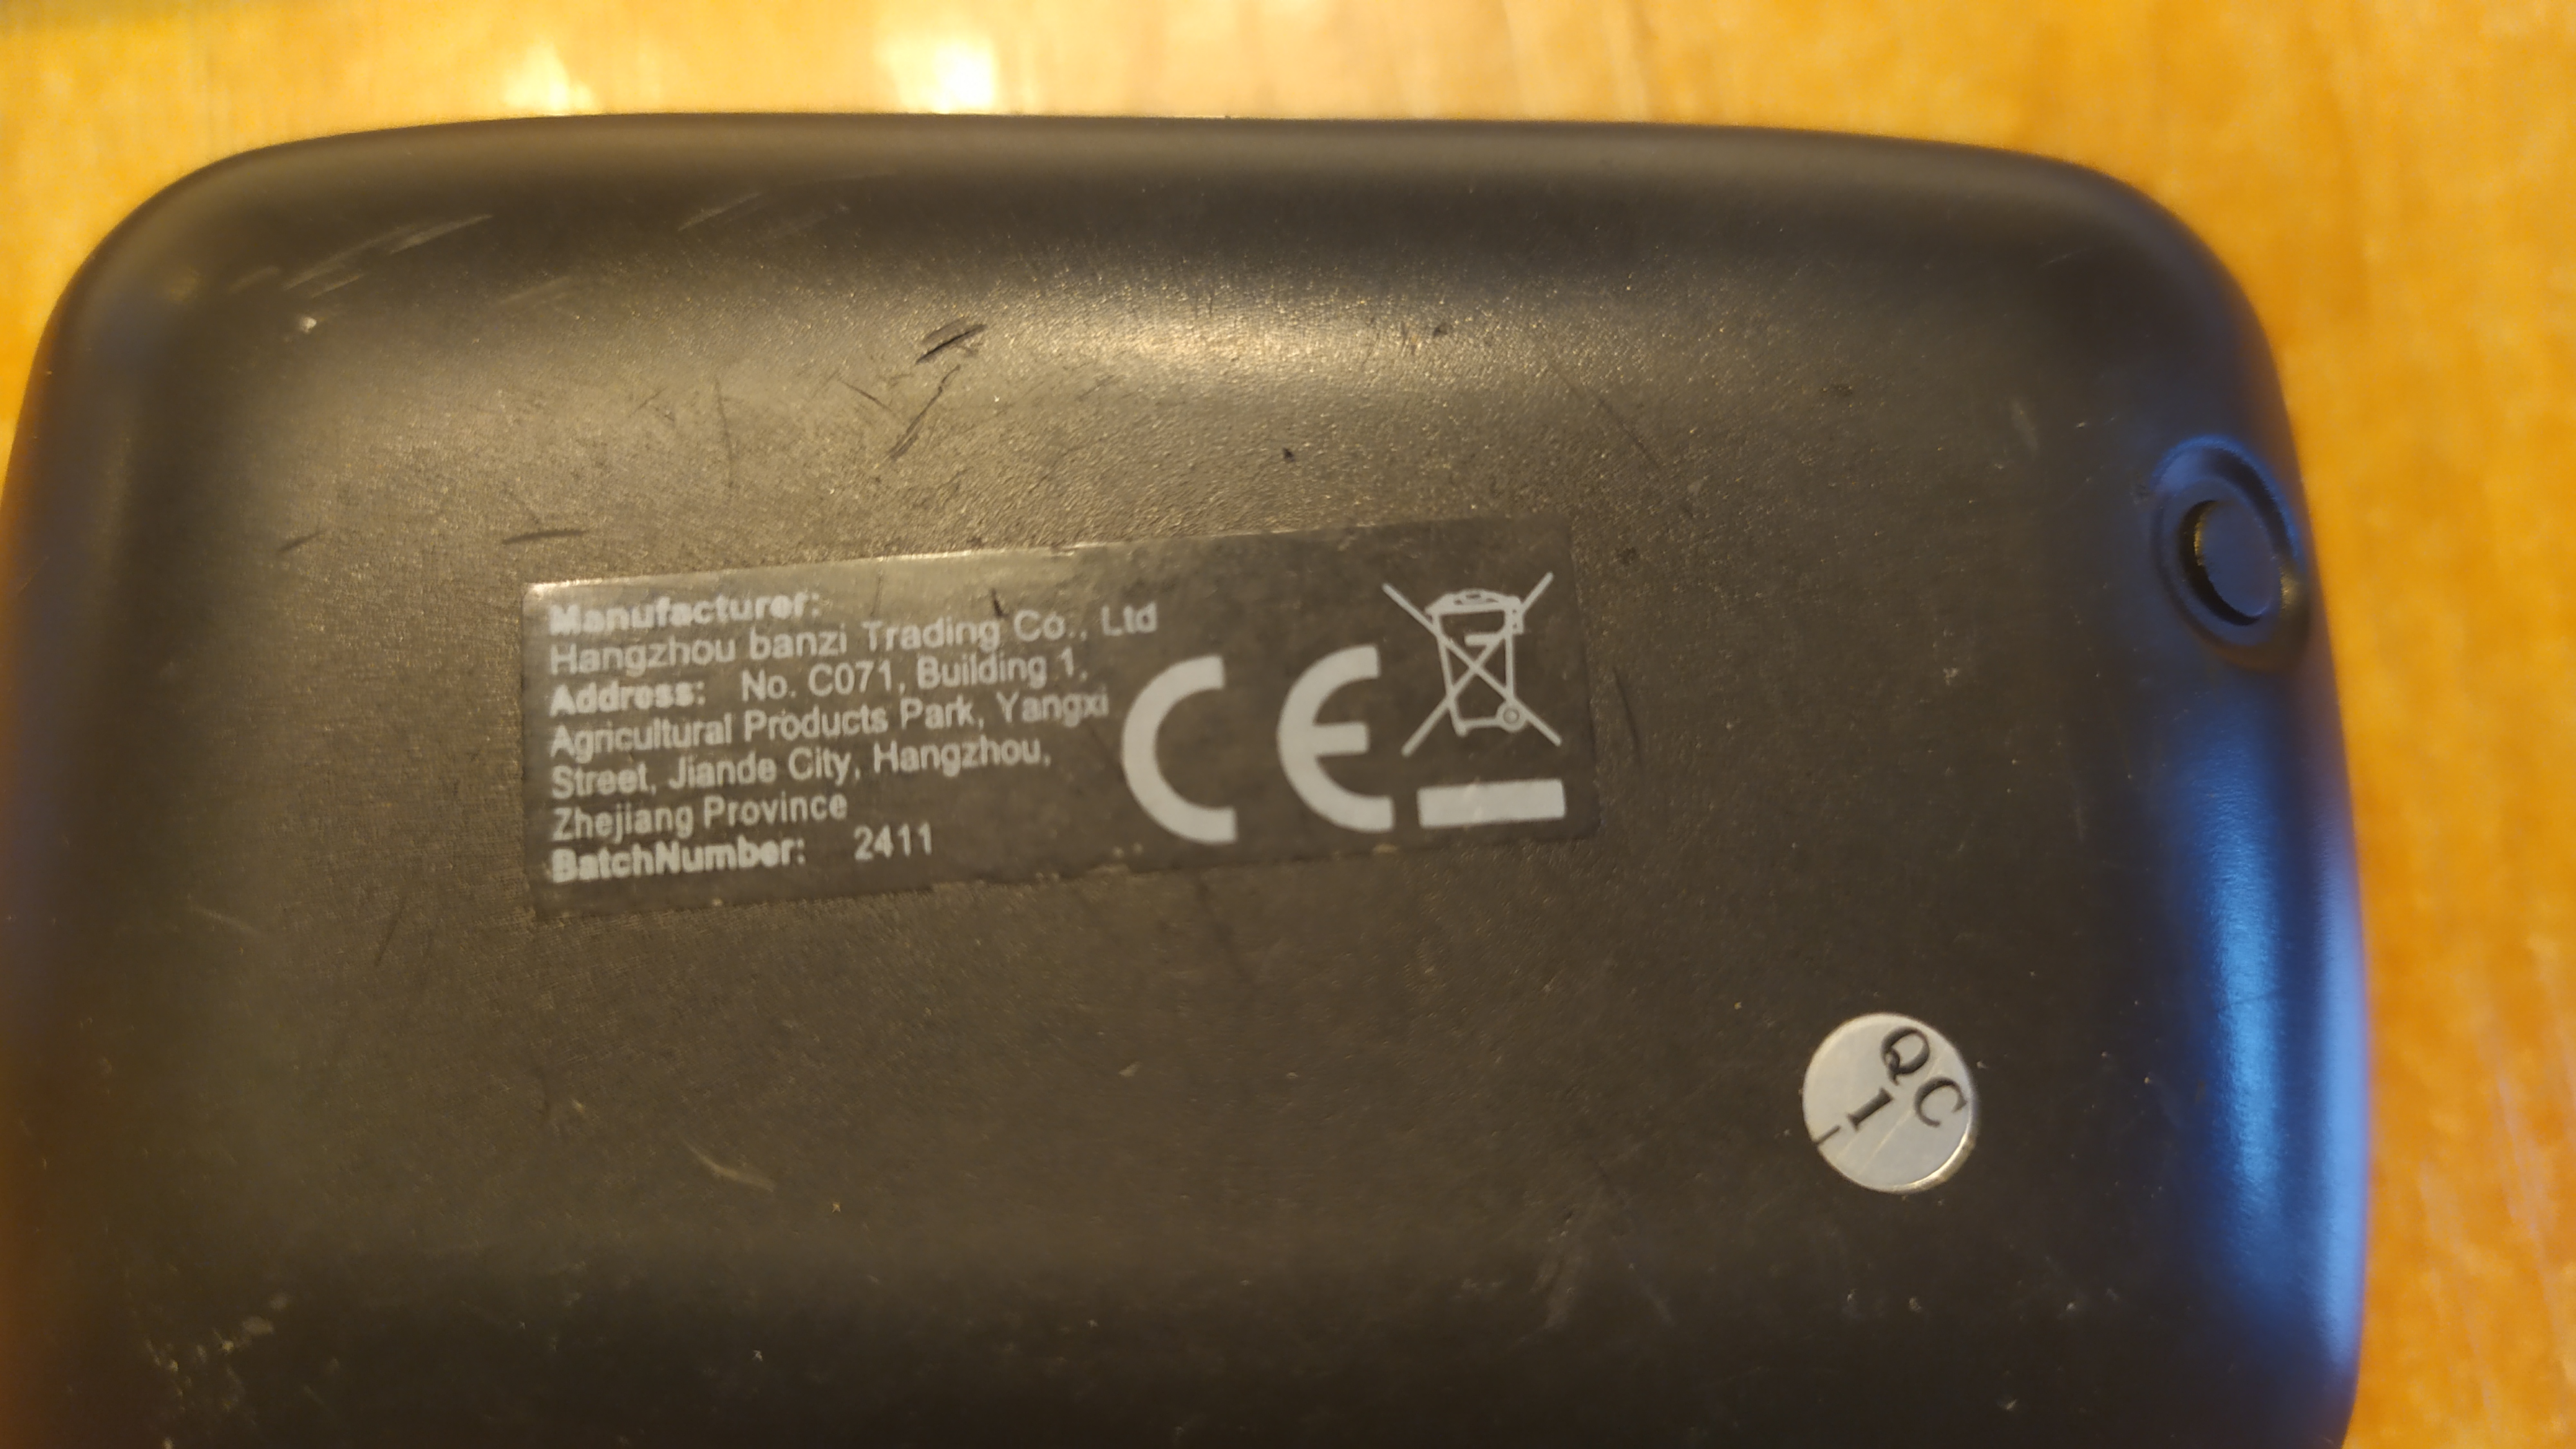 Manufacturer:
Hangzhou banzi Trading Co., Ltd
Address: No. C071, Building 1,
Agricultural Products Park, Yangxi
Street, Jiande City, Hangzhou,
Zhejiang Province
BatchNumber: 2411
CE
QC
1